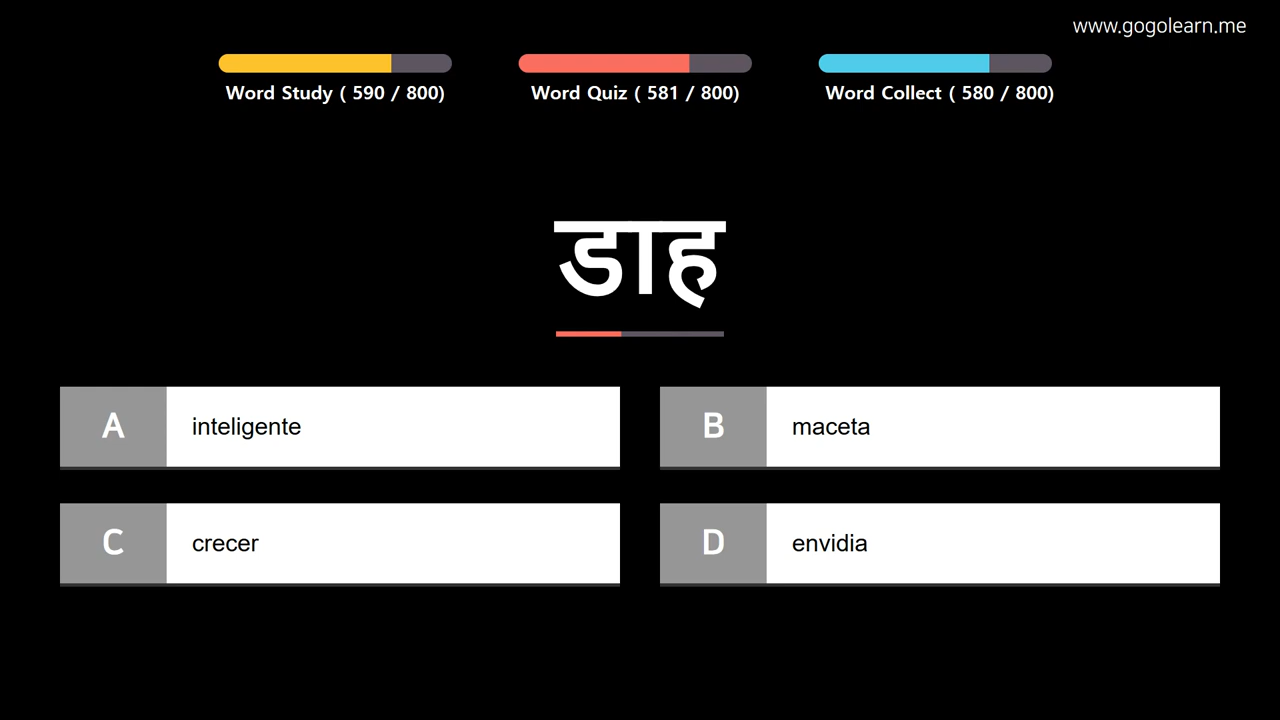 www.gogolearn.me
Word Study ( 590 / 800)
Word Quiz ( 581 / 800)
Word Collect ( 580 / 800)
डाह
A inteligente
B maceta
C crecer
D envidia